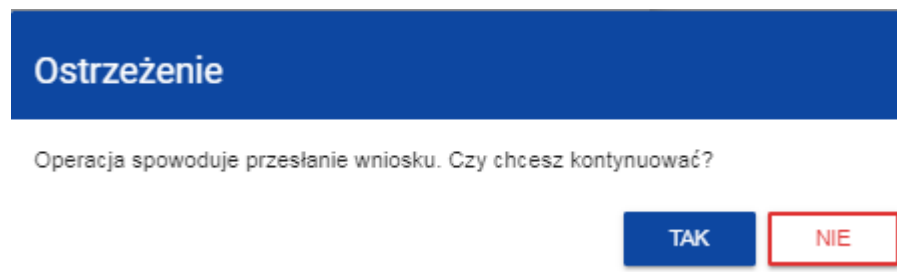 Ostrzeżenie
Operacja spowoduje przesłanie wniosku. Czy chcesz kontynuować?
TAK NIE